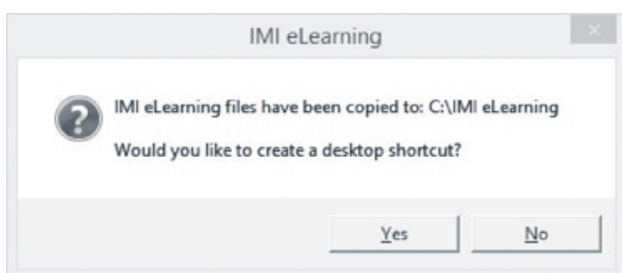 IMI eLearning
IMI eLearning files have been copied to: C:\IMI eLearning
Would you like to create a desktop shortcut?
Yes
No